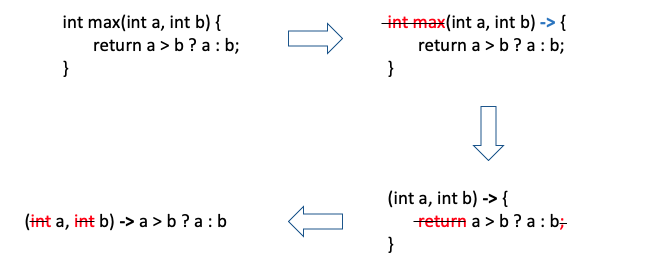 int max(int a, int b) {
return a > b ? a : b;
}
int max(int a, int b) -> {
return a > b ? a : b;
}
(int a, int b) -> {
return a > b ? a : b;
}
(int a, int b) -> a > b ? a : b